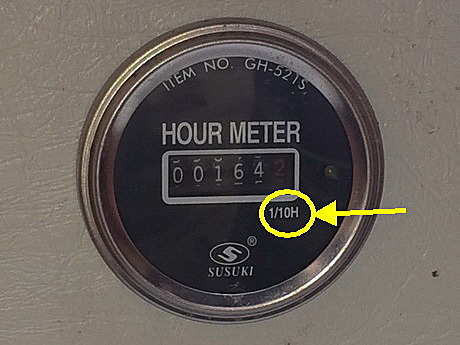 ITEM NO. GH-521S
HOUR METER
001642
1/10H
®
SUSUKI